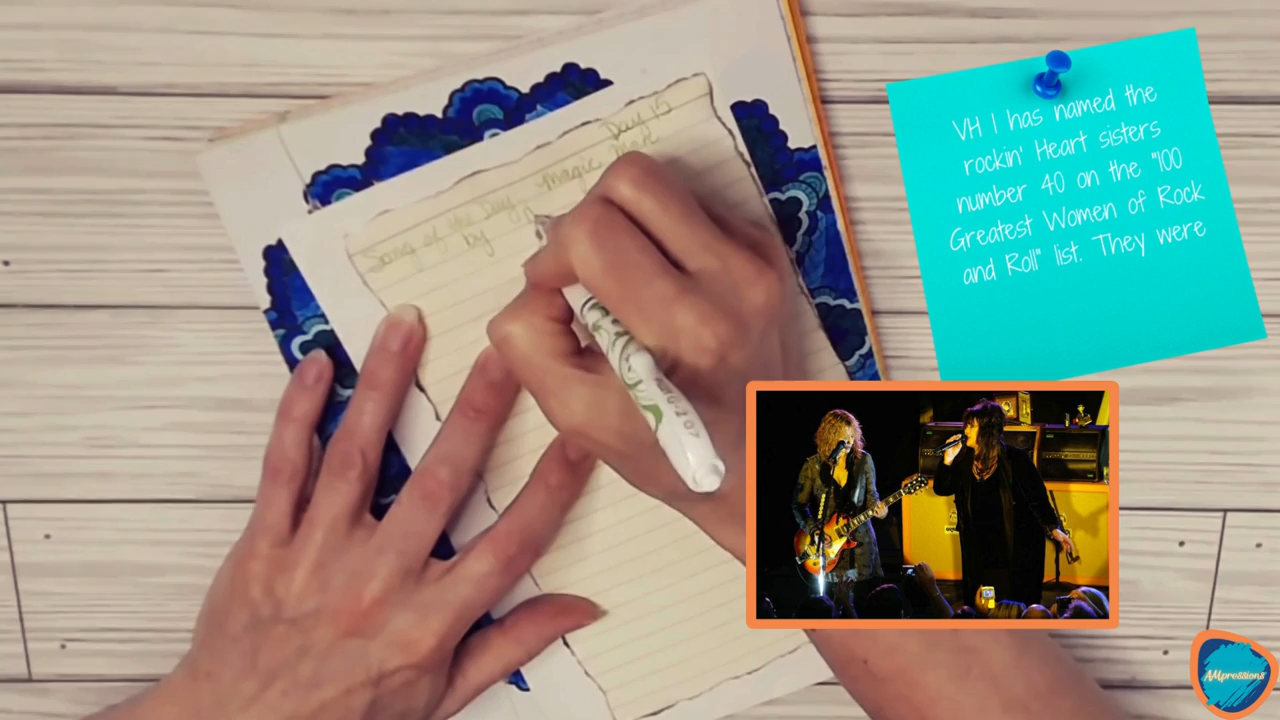 Day 15
Song of the Day Magic Man
by
VH 1 has named the
rockin' Heart sisters
number 40 on the "100
Greatest Women of Rock
and Roll" list. They were
AMpressions